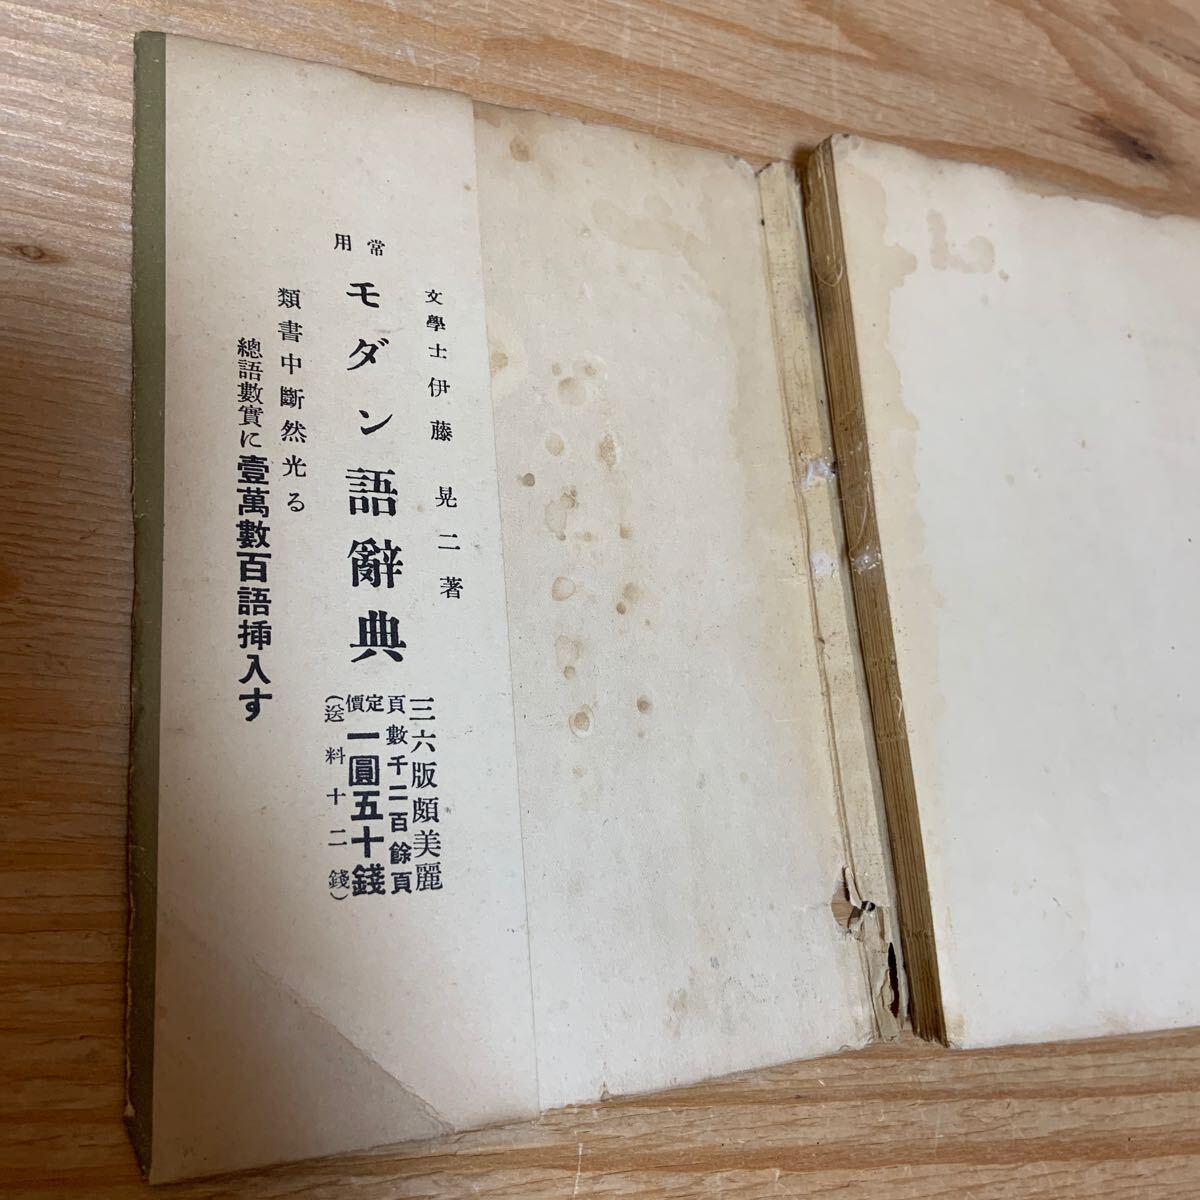 文學士伊藤晃二著
常用
モダン語辭典
三六版頗美麗
頁數千二百餘頁
定價一圓五十錢
(送料十二錢)
類書中斷然光る
總語數實に壹萬數百語挿入す